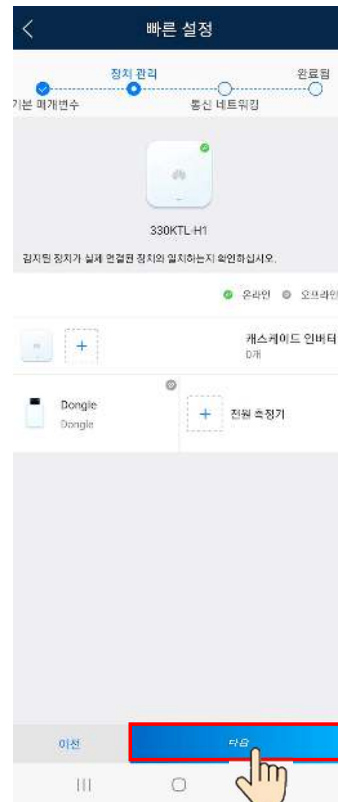 빠른 설정
장치 관리
완료됨
기본 매개변수
통신 네트워킹
330KTL-H1
감지된 장치가 실제 연결된 장치와 일치하는지 확인하십시오.
온라인
오프라인
캐스케이드 인버터
0개
Dongle
Dongle
전원 측정기
이전
다음